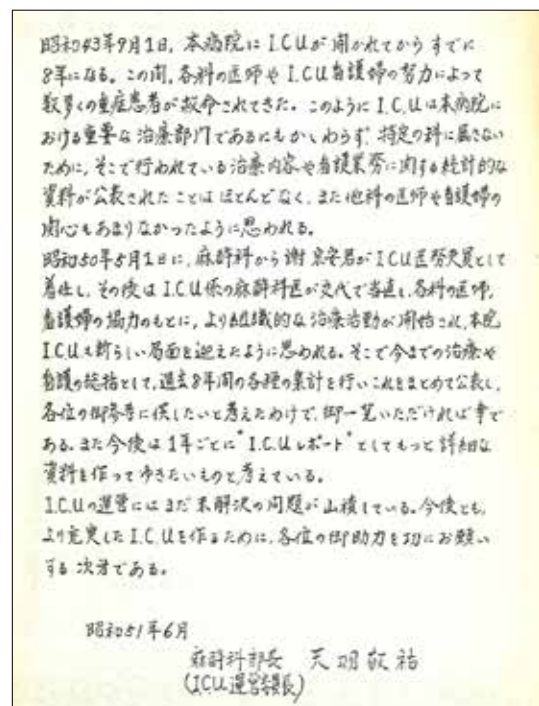 昭和43年9月1日、本病院にI.C.Uが開かれてからすでに
8年になる。この間、各科の医師やI.C.U看護婦の努力によって
数多くの重症患者が救命されてきた。このようにI.C.Uは本病院に
おける重要な治療部門であるにもかゝわらず、特定の科に属さない
ために、そこで行われている治療内容や看護業務に関する統計的な
資料が公表されたことはほとんどなく、また他科の医師や看護婦の
関心もあまりなかったように思われる。
昭和50年5月1日に、麻酔科から謝宗安君がICU医務吏員として
着任し、その後はI.C.U係の麻酔科医が交代で当直し、各科の医師、
看護婦の協力のもとに、より組織的な治療活動が開始され、本院
I.C.Uも新らしい局面を迎えたように思われる。そこで今までの治療や
看護の総括として、過去8年間の各種の集計を行いこれをまとめて公表し、
各位の御参考に供したいと考えたわけで、御一覧いただければ幸で
ある。また今後は1年ごとに"I.C.Uレポート"としてもっと詳細な
資料を作ってゆきたいものと考えている。
I.C.Uの運営にはまだ未解決の問題が山積している。今後とも、
より充実したI.C.Uを作るために、各位の御助力を切にお願い
する次才である。
昭和51年6月
麻酔科部長 天羽敬祐
(ICU運営委員長)